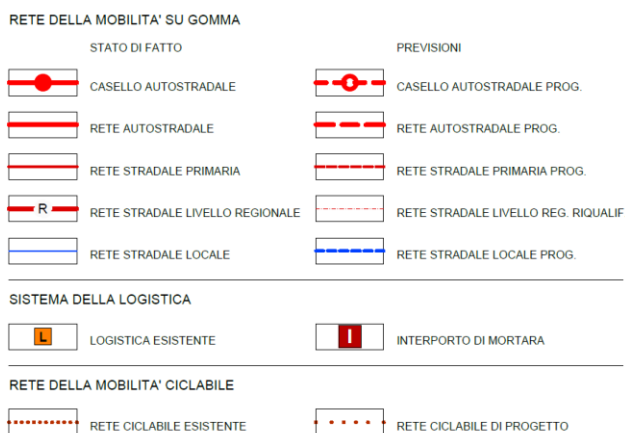 RETE DELLA MOBILITA' SU GOMMA
STATO DI FATTO PREVISIONI
CASELLO AUTOSTRADALE CASELLO AUTOSTRADALE PROG.
RETE AUTOSTRADALE RETE AUTOSTRADALE PROG.
RETE STRADALE PRIMARIA RETE STRADALE PRIMARIA PROG.
R RETE STRADALE LIVELLO REGIONALE RETE STRADALE LIVELLO REG. RIQUALIF
RETE STRADALE LOCALE RETE STRADALE LOCALE PROG.
SISTEMA DELLA LOGISTICA
L LOGISTICA ESISTENTE I INTERPORTO DI MORTARA
RETE DELLA MOBILITA' CICLABILE
RETE CICLABILE ESISTENTE RETE CICLABILE DI PROGETTO